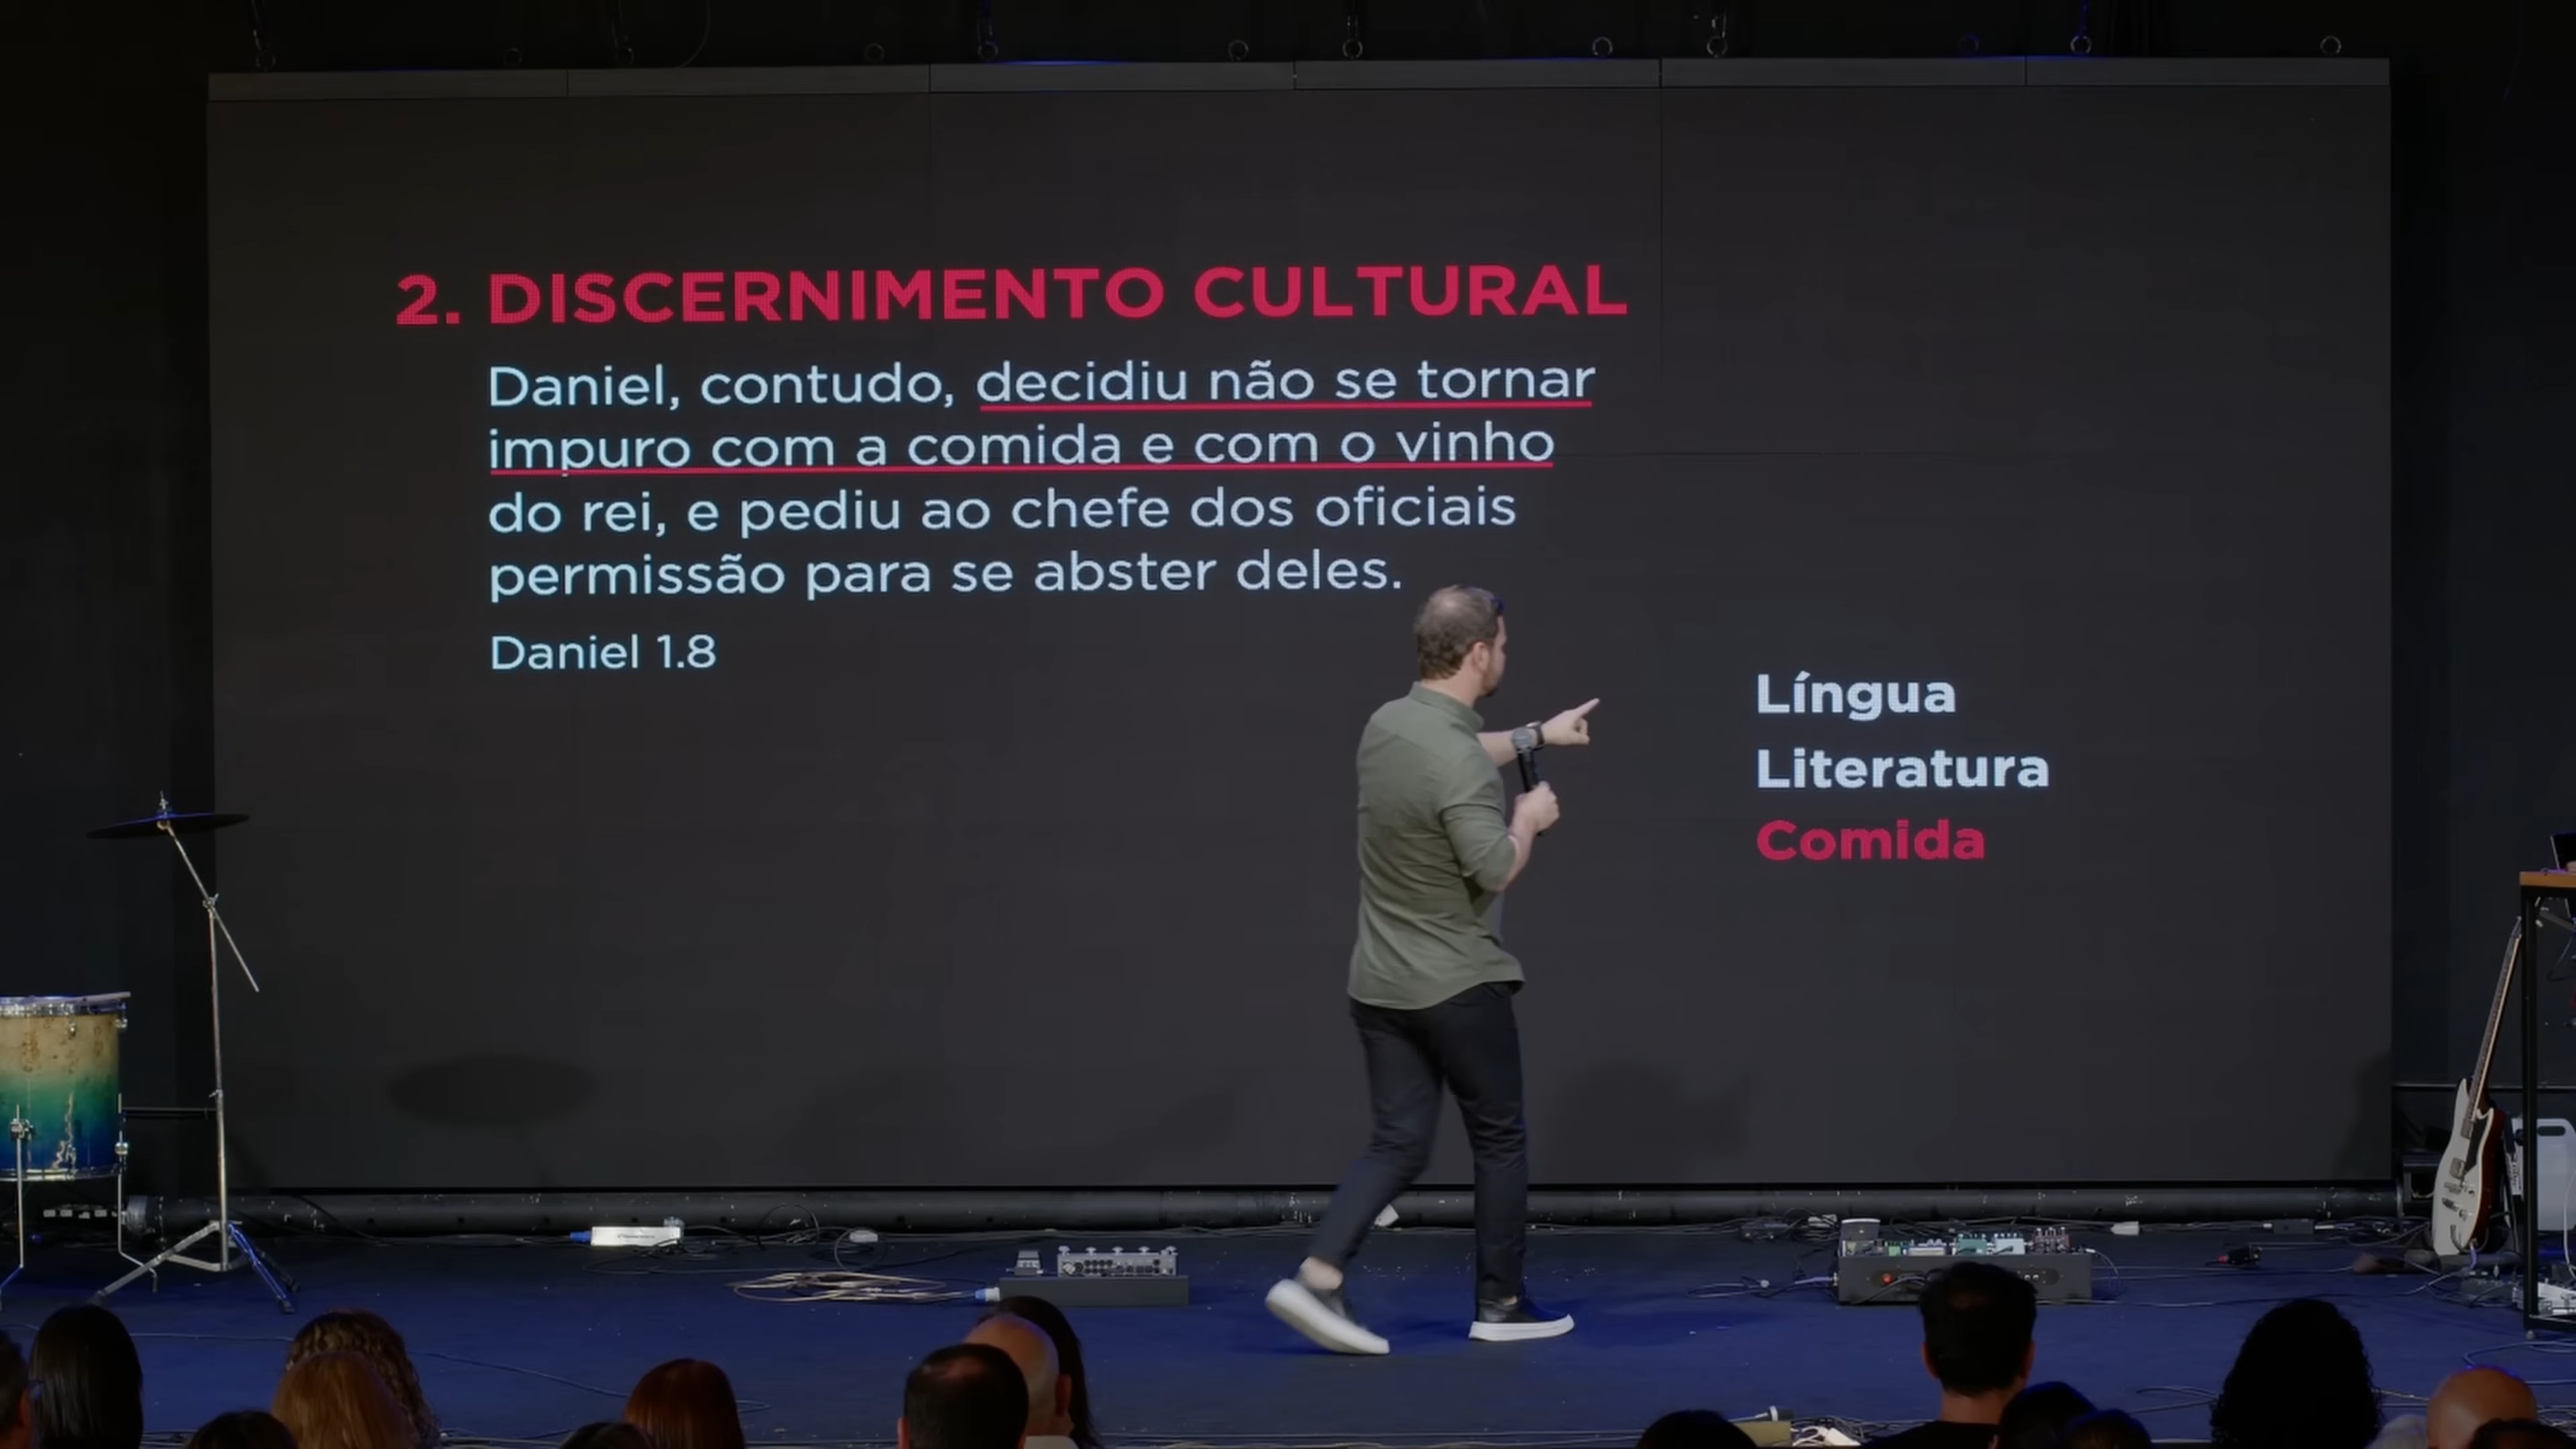 2. DISCERNIMENTO CULTURAL
Daniel, contudo, decidiu não se tornar
impuro com a comida e com o vinho
do rei, e pediu ao chefe dos oficiais
permissão para se abster deles.
Daniel 1.8
Língua
Literatura
Comida